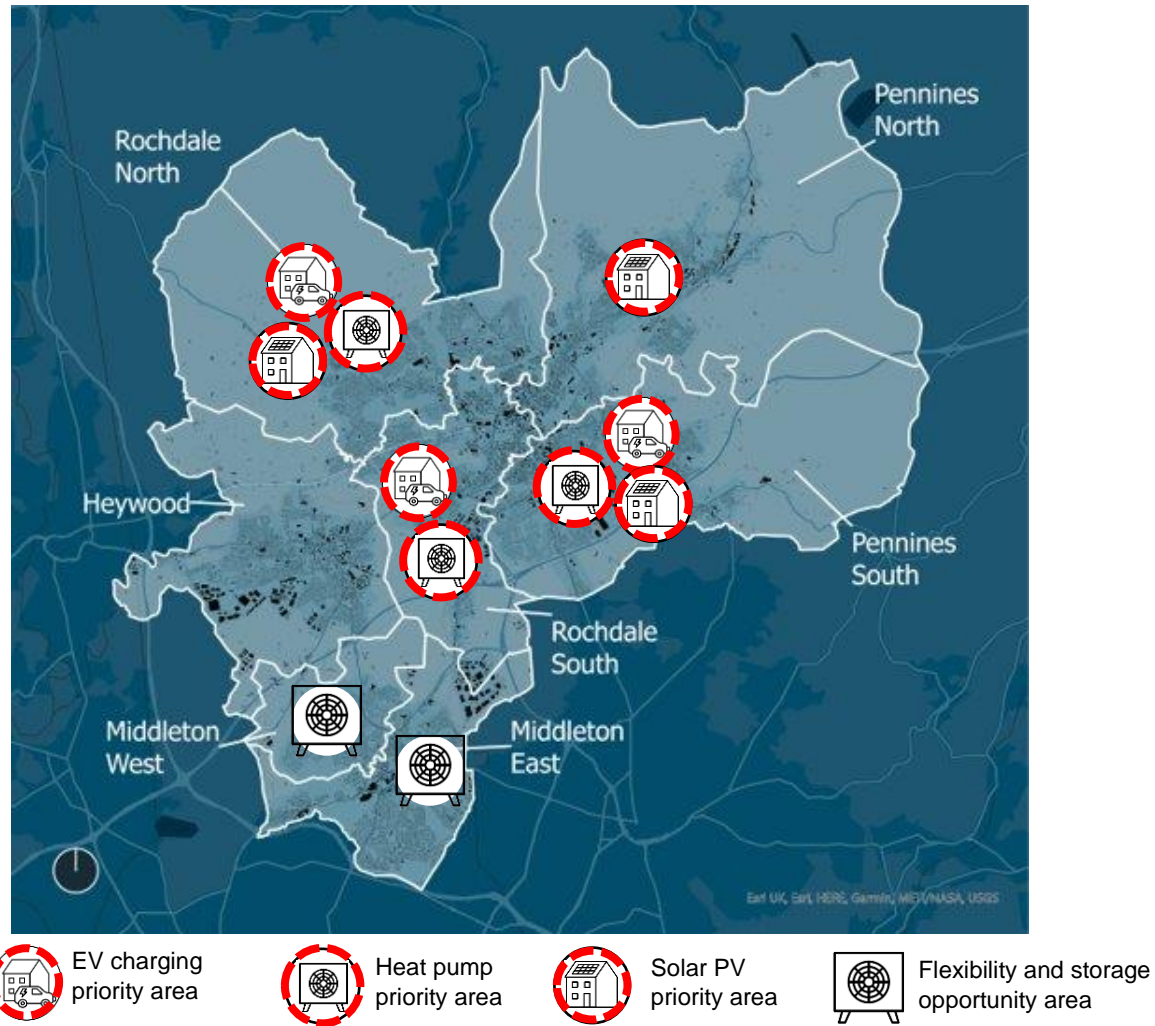 Pennines
North
Rochdale
North
Heywood
Pennines
South
Rochdale
South
Middleton
West
Middleton
East
Esri UK, Esri, HERE, Garmin, METI/NASA, USGS
EV charging
priority area
Heat pump
priority area
Solar PV
priority area
Flexibility and storage
opportunity area